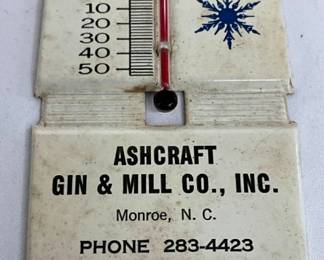 10
20
30
40
50
ASHCRAFT
GIN & MILL CO., INC.
Monroe, N. C.
PHONE 283-4423